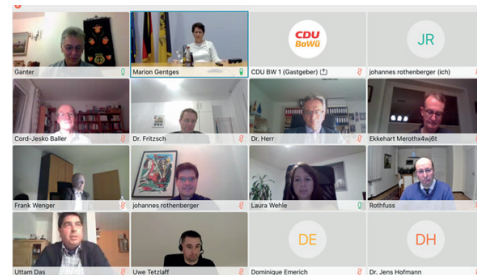 CDU
BaWü
JR
Ganter
Marion Gentges
CDU BW 1 (Gastgeber)
johannes rothenberger (ich)
Cord-Jesko Baller
Dr. Fritzsch
Dr. Herr
Ekkehart Merothx4wj6t
Frank Wenger
johannes rothenberger
Laura Wehle
Rothfuss
DE
DH
Uttam Das
Uwe Tetzlaff
Dominique Emerich
Dr. Jens Hofmann